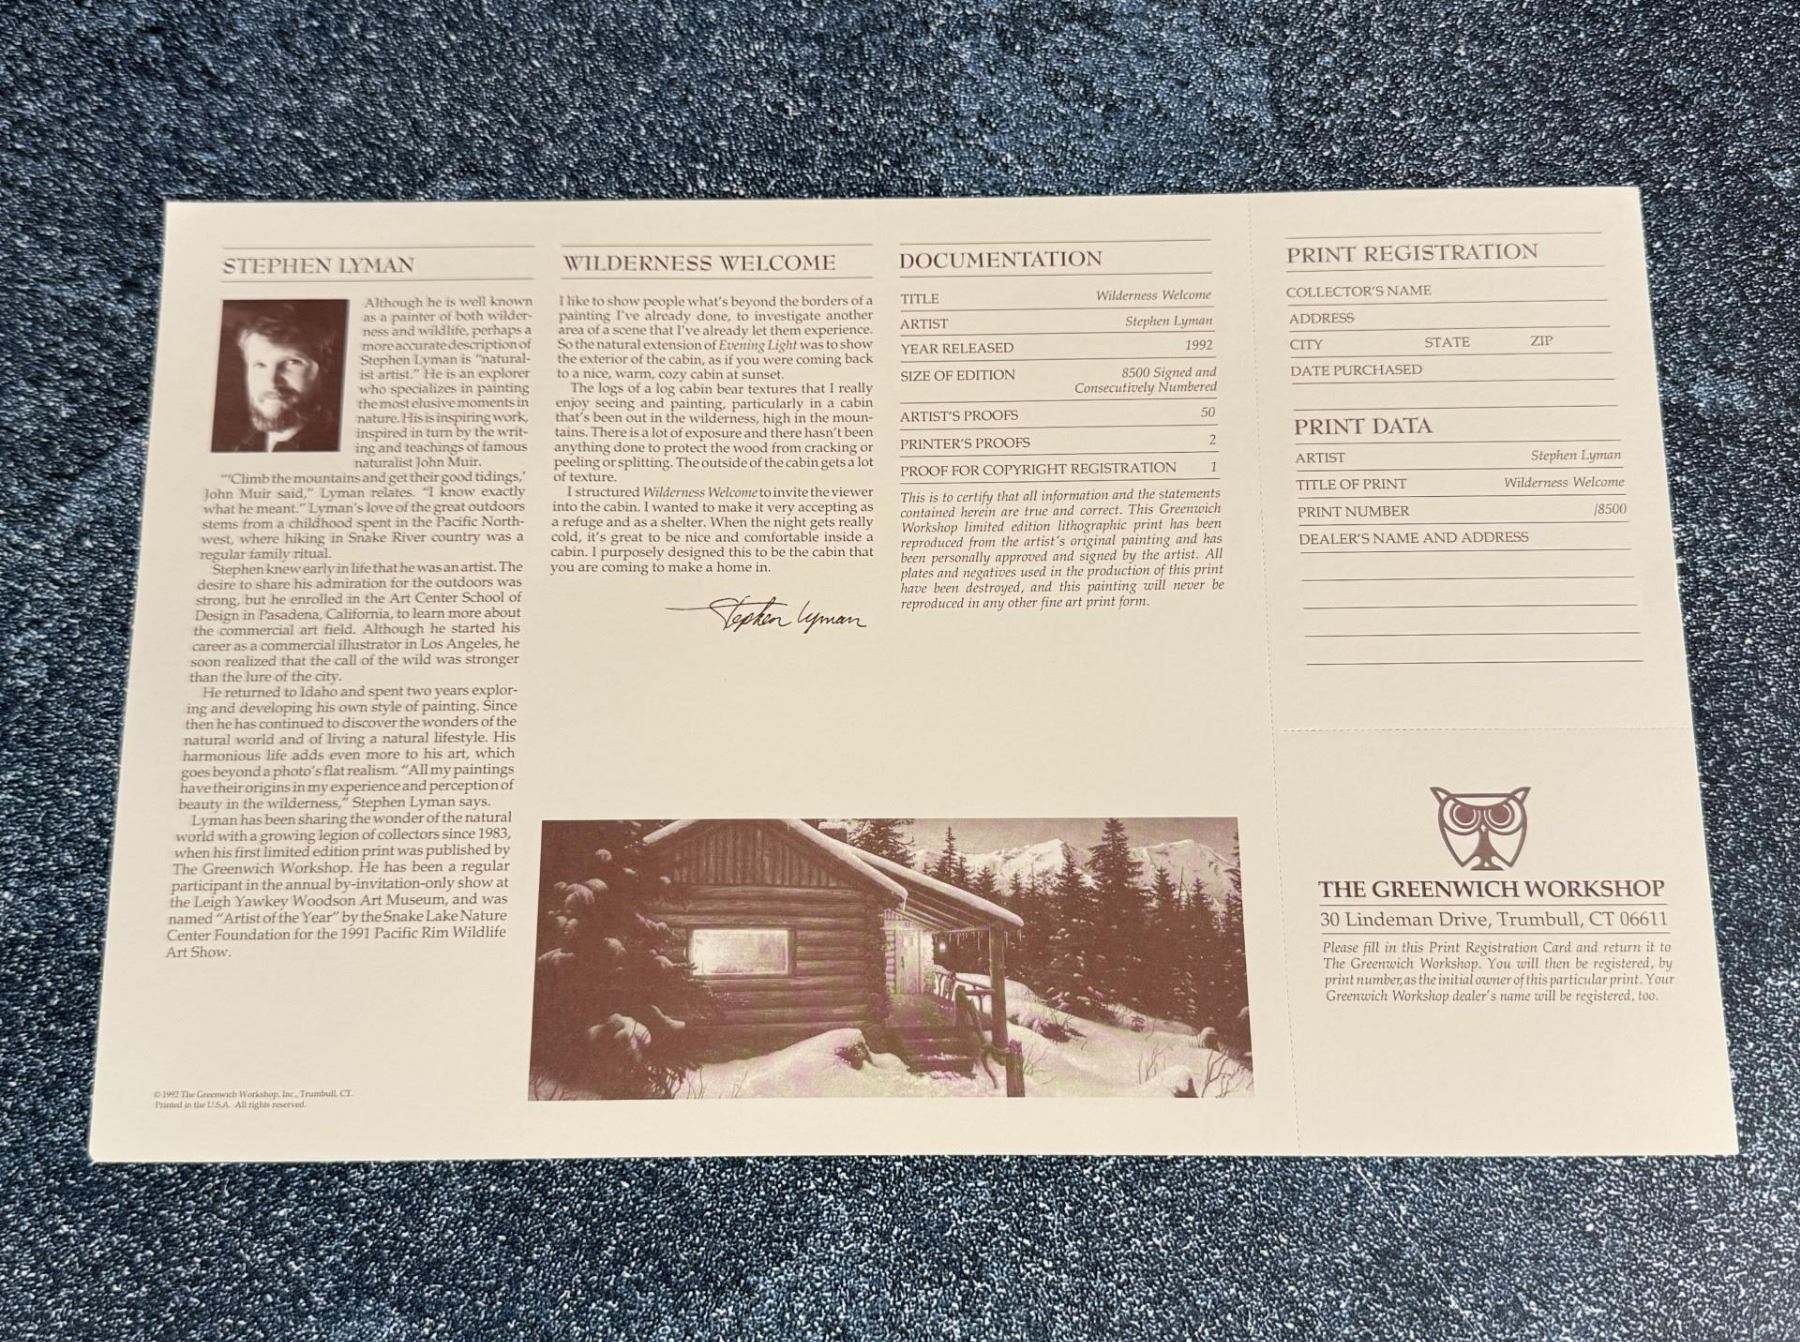 STEPHEN LYMAN
Although he is well known
as a painter of both wilder-
ness and wildlife, perhaps a
more accurate description of
Stephen Lyman is "natural-
ist artist." He is an explorer
who specializes in painting
the most elusive moments in
nature. His is inspiring work,
inspired in turn by the writ-
ing and teachings of famous
naturalist John Muir.
"'Climb the mountains and get their good tidings,'
John Muir said," Lyman relates. "I know exactly
what he meant." Lyman's love of the great outdoors
stems from a childhood spent in the Pacific North-
west, where hiking in Snake River country was a
regular family ritual.
Stephen knew early in life that he was an artist. The
desire to share his admiration for the outdoors was
strong, but he enrolled in the Art Center School of
Design in Pasadena, California, to learn more about
the commercial art field. Although he started his
career as a commercial illustrator in Los Angeles, he
soon realized that the call of the wild was stronger
than the lure of the city.
He returned to Idaho and spent two years explor-
ing and developing his own style of painting. Since
then he has continued to discover the wonders of the
natural world and of living a natural lifestyle. His
harmonious life adds even more to his art, which
goes beyond a photo's flat realism. "All my paintings
have their origins in my experience and perception of
beauty in the wilderness," Stephen Lyman says.
Lyman has been sharing the wonder of the natural
world with a growing legion of collectors since 1983,
when his first limited edition print was published by
The Greenwich Workshop. He has been a regular
participant in the annual by-invitation-only show at
the Leigh Yawkey Woodson Art Museum, and was
named "Artist of the Year" by the Snake Lake Nature
Center Foundation for the 1991 Pacific Rim Wildlife
Art Show.
© 1992 The Greenwich Workshop, Inc., Trumbull, CT.
Printed in the U.S.A. All rights reserved.
WILDERNESS WELCOME
I like to show people what's beyond the borders of a
painting I've already done, to investigate another
area of a scene that I've already let them experience.
So the natural extension of Evening Light was to show
the exterior of the cabin, as if you were coming back
to a nice, warm, cozy cabin at sunset.
The logs of a log cabin bear textures that I really
enjoy seeing and painting, particularly in a cabin
that's been out in the wilderness, high in the moun-
tains. There is a lot of exposure and there hasn't been
anything done to protect the wood from cracking or
peeling or splitting. The outside of the cabin gets a lot
of texture.
I structured Wilderness Welcome to invite the viewer
into the cabin. I wanted to make it very accepting as
a refuge and as a shelter. When the night gets really
cold, it's great to be nice and comfortable inside a
cabin. I purposely designed this to be the cabin that
you are coming to make a home in.
Stephen Lyman
DOCUMENTATION
TITLE Wilderness Welcome
ARTIST Stephen Lyman
YEAR RELEASED 1992
SIZE OF EDITION 8500 Signed and
Consecutively Numbered
ARTIST'S PROOFS 50
PRINTER'S PROOFS 2
PROOF FOR COPYRIGHT REGISTRATION 1
This is to certify that all information and the statements
contained herein are true and correct. This Greenwich
Workshop limited edition lithographic print has been
reproduced from the artist's original painting and has
been personally approved and signed by the artist. All
plates and negatives used in the production of this print
have been destroyed, and this painting will never be
reproduced in any other fine art print form.
PRINT REGISTRATION
COLLECTOR'S NAME
ADDRESS
CITY STATE ZIP
DATE PURCHASED
PRINT DATA
ARTIST Stephen Lyman
TITLE OF PRINT Wilderness Welcome
PRINT NUMBER /8500
DEALER'S NAME AND ADDRESS
THE GREENWICH WORKSHOP
30 Lindeman Drive, Trumbull, CT 06611
Please fill in this Print Registration Card and return it to
The Greenwich Workshop. You will then be registered, by
print number, as the initial owner of this particular print. Your
Greenwich Workshop dealer's name will be registered, too.